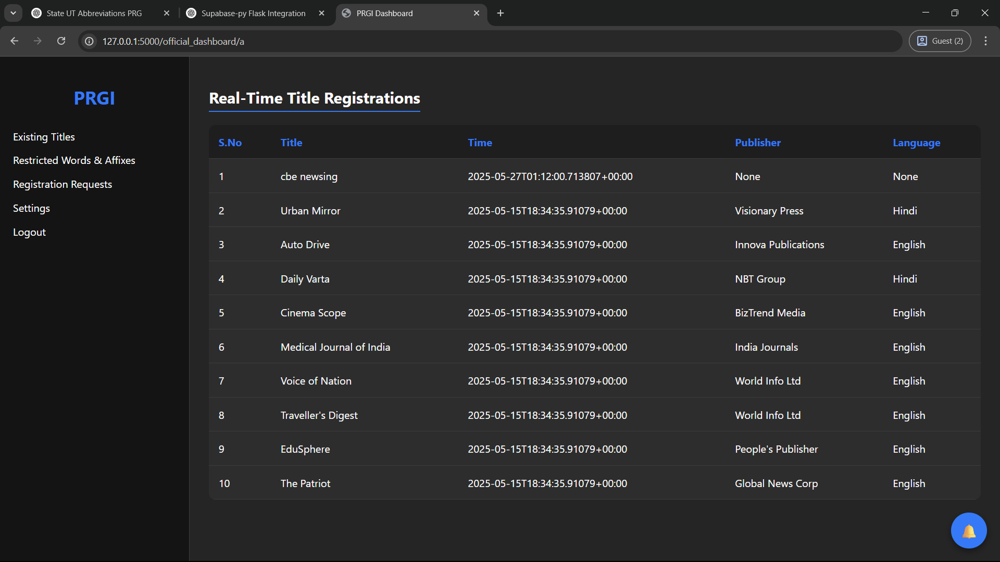 State UT Abbreviations PRG
Supabase-py Flask Integration
PRGI Dashboard
127.0.0.1:5000/official_dashboard/a
Guest (2)
PRGI
Existing Titles
Restricted Words & Affixes
Registration Requests
Settings
Logout
Real-Time Title Registrations
S.No Title Time Publisher Language
1 cbe newsing 2025-05-27T01:12:00.713807+00:00 None None
2 Urban Mirror 2025-05-15T18:34:35.91079+00:00 Visionary Press Hindi
3 Auto Drive 2025-05-15T18:34:35.91079+00:00 Innova Publications English
4 Daily Varta 2025-05-15T18:34:35.91079+00:00 NBT Group Hindi
5 Cinema Scope 2025-05-15T18:34:35.91079+00:00 BizTrend Media English
6 Medical Journal of India 2025-05-15T18:34:35.91079+00:00 India Journals English
7 Voice of Nation 2025-05-15T18:34:35.91079+00:00 World Info Ltd English
8 Traveller's Digest 2025-05-15T18:34:35.91079+00:00 World Info Ltd English
9 EduSphere 2025-05-15T18:34:35.91079+00:00 People's Publisher English
10 The Patriot 2025-05-15T18:34:35.91079+00:00 Global News Corp English